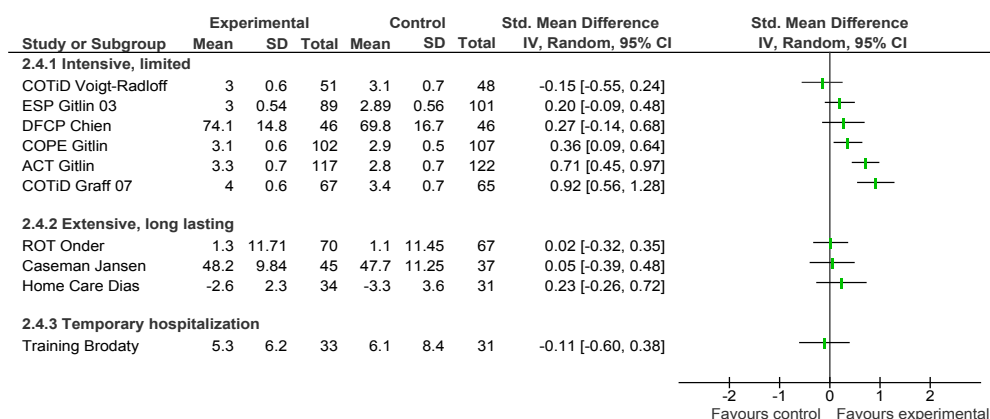 Experimental Control Std. Mean Difference Std. Mean Difference
Study or Subgroup Mean SD Total Mean SD Total IV, Random, 95% CI IV, Random, 95% CI
2.4.1 Intensive, limited
COTiD Voigt-Radloff 3 0.6 51 3.1 0.7 48 -0.15 [-0.55, 0.24]
ESP Gitlin 03 3 0.54 89 2.89 0.56 101 0.20 [-0.09, 0.48]
DFCP Chien 74.1 14.8 46 69.8 16.7 46 0.27 [-0.14, 0.68]
COPE Gitlin 3.1 0.6 102 2.9 0.5 107 0.36 [0.09, 0.64]
ACT Gitlin 3.3 0.7 117 2.8 0.7 122 0.71 [0.45, 0.97]
COTiD Graff 07 4 0.6 67 3.4 0.7 65 0.92 [0.56, 1.28]
2.4.2 Extensive, long lasting
ROT Onder 1.3 11.71 70 1.1 11.45 67 0.02 [-0.32, 0.35]
Caseman Jansen 48.2 9.84 45 47.7 11.25 37 0.05 [-0.39, 0.48]
Home Care Dias -2.6 2.3 34 -3.3 3.6 31 0.23 [-0.26, 0.72]
2.4.3 Temporary hospitalization
Training Brodaty 5.3 6.2 33 6.1 8.4 31 -0.11 [-0.60, 0.38]
-2 -1 0 1 2
Favours control Favours experimental